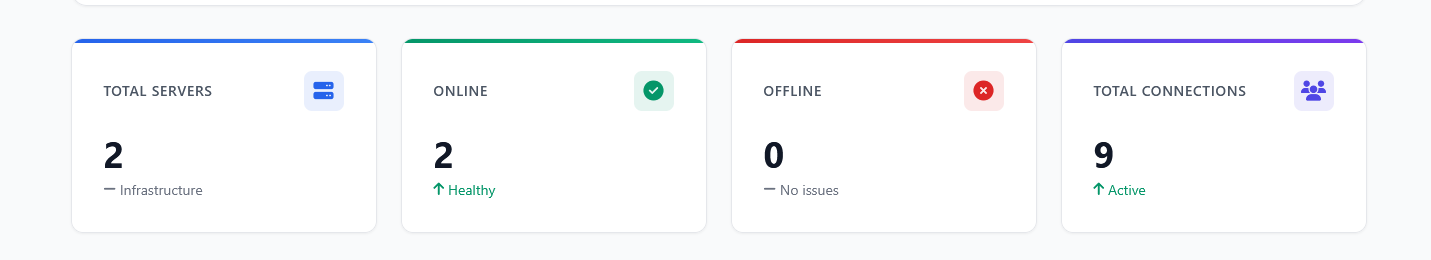 TOTAL SERVERS
2
Infrastructure
ONLINE
2
Healthy
OFFLINE
0
No issues
TOTAL CONNECTIONS
9
Active